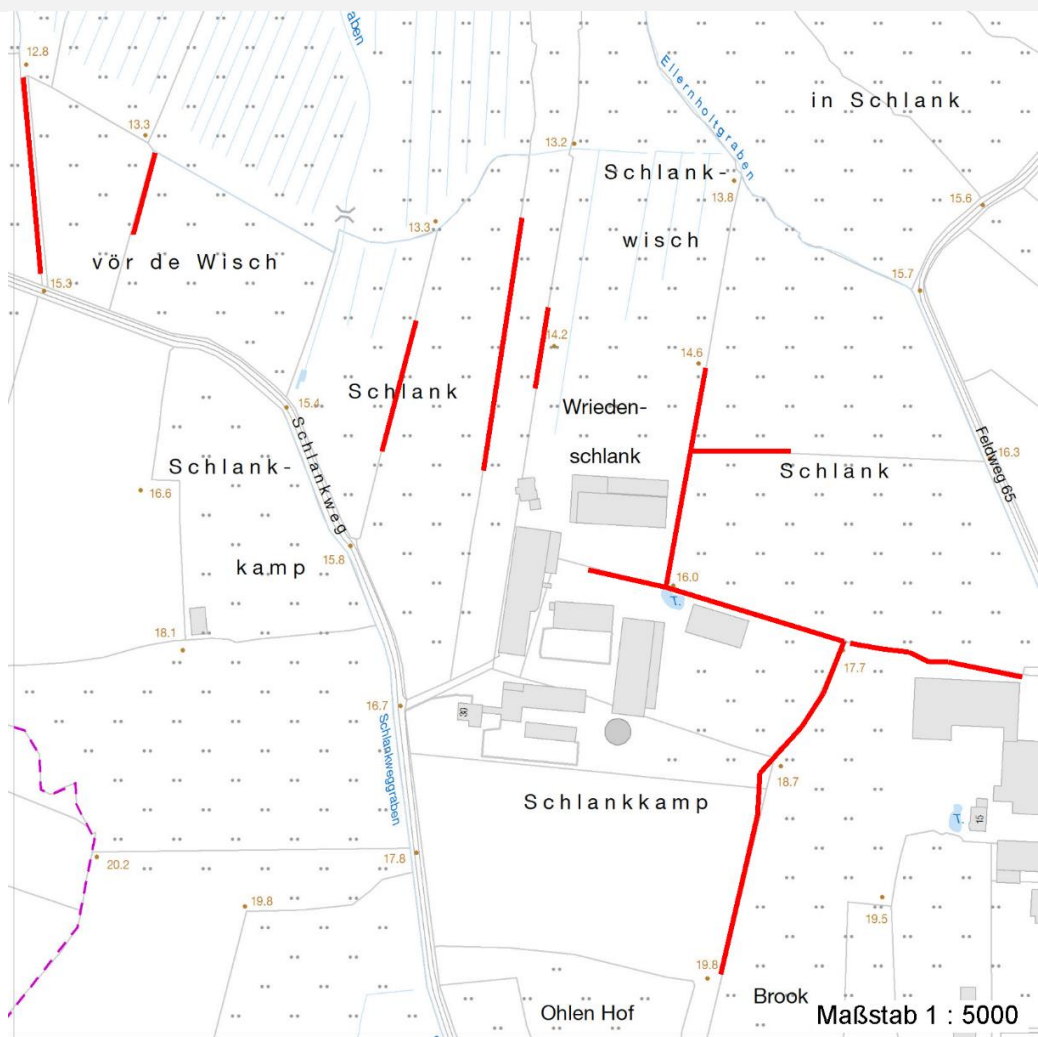 aben
12.8
Ellernholtgraben
in Schlank
13.3
13.2
Schlank-
13.8
15.6
13.3
wisch
vör de Wisch
15.3
15.7
14.2
14.6
Schlank
15.4
Wrieden-
Schlankweg
Feldweg 65
16.3
schlank
Schlank-
Schlank
16.6
15.8
kamp
16.0
T.
18.1
17.7
16.7
30
Schlankweggraben
18.7
Schlankkamp
T.
15
17.8
20.2
19.8
19.5
19.8
Brook
Ohlen Hof
Maßstab 1 : 5000